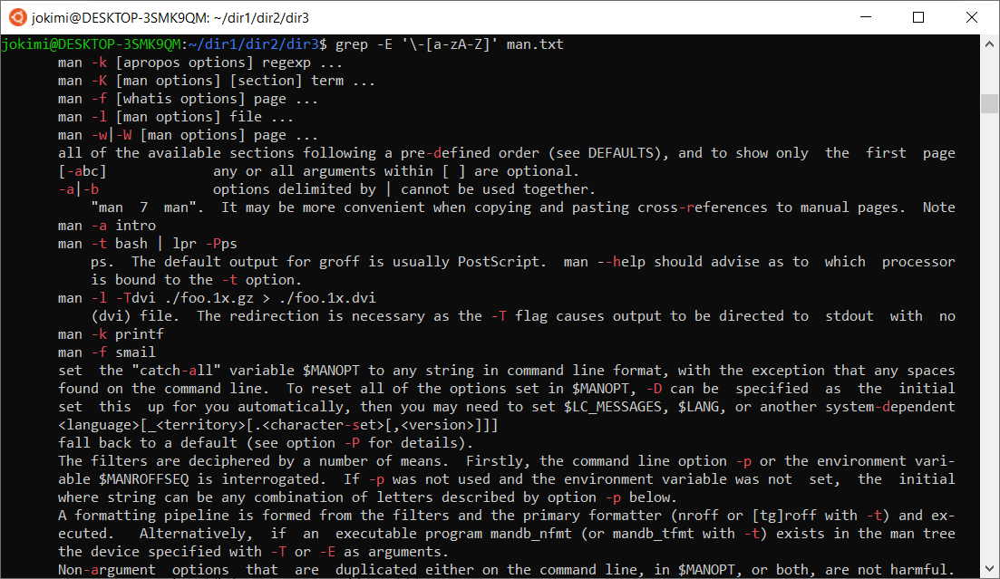 jokimi@DESKTOP-3SMK9QM: ~/dir1/dir2/dir3
jokimi@DESKTOP-3SMK9QM:~/dir1/dir2/dir3$ grep -E '\-[a-zA-Z]' man.txt
man -k [apropos options] regexp ...
man -K [man options] [section] term ...
man -f [whatis options] page ...
man -l [man options] file ...
man -w|-W [man options] page ...
all of the available sections following a pre-defined order (see DEFAULTS), and to show only  the  first  page
[-abc]             any or all arguments within [ ] are optional.
-a|-b              options delimited by | cannot be used together.
"man  7  man".  It may be more convenient when copying and pasting cross-references to manual pages.  Note
man -a intro
man -t bash | lpr -Pps
ps.  The default output for groff is usually PostScript.  man --help should advise as to  which  processor
is bound to the -t option.
man -l -Tdvi ./foo.1x.gz > ./foo.1x.dvi
(dvi) file.  The redirection is necessary as the -T flag causes output to be directed to  stdout  with  no
man -k printf
man -f smail
set  the "catch-all" variable $MANOPT to any string in command line format, with the exception that any spaces
found on the command line.  To reset all of the options set in $MANOPT, -D can be  specified  as  the  initial
set  this  up for you automatically, then you may need to set $LC_MESSAGES, $LANG, or another system-dependent
<language>[_<territory>[.<character-set>[,<version>]]]
fall back to a default (see option -P for details).
The filters are deciphered by a number of means.  Firstly, the command line option -p or the environment vari-
able $MANROFFSEQ is interrogated.  If -p was not used and the environment variable was not  set,  the  initial
where string can be any combination of letters described by option -p below.
A formatting pipeline is formed from the filters and the primary formatter (nroff or [tg]roff with -t) and ex-
ecuted.   Alternatively,  if  an  executable program mandb_nfmt (or mandb_tfmt with -t) exists in the man tree
the device specified with -T or -E as arguments.
Non-argument  options  that  are  duplicated either on the command line, in $MANOPT, or both, are not harmful.